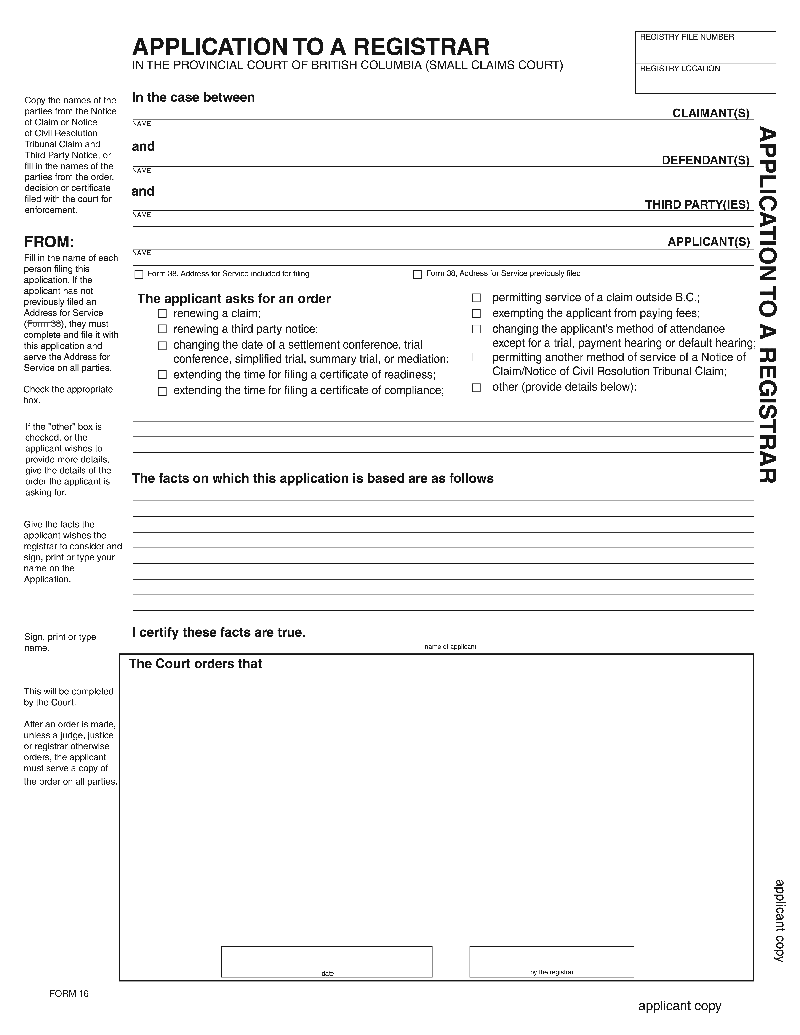 APPLICATION TO A REGISTRAR
IN THE PROVINCIAL COURT OF BRITISH COLUMBIA (SMALL CLAIMS COURT)
REGISTRY FILE NUMBER
REGISTRY LOCATION
Copy the names of the
parties from the Notice
of Claim or Notice
of Civil Resolution
Tribunal Claim and
Third Party Notice, or
fill in the names of the
parties from the order,
decision or certificate
filed with the court for
enforcement.
In the case between
CLAIMANT(S)
NAME
and
DEFENDANT(S)
NAME
and
THIRD PARTY(IES)
NAME
APPLICANT(S)
NAME
FROM:
Fill in the name of each
person filing this
application. If the
applicant has not
previously filed an
Address for Service
(Form 38), they must
complete and file it with
this application and
serve the Address for
Service on all parties.
Check the appropriate
box.
Form 38, Address for Service included for filing
Form 38, Address for Service previously filed
The applicant asks for an order
renewing a claim;
renewing a third party notice;
changing the date of a settlement conference, trial
conference, simplified trial, summary trial, or mediation;
extending the time for filing a certificate of readiness;
extending the time for filing a certificate of compliance;
permitting service of a claim outside B.C.;
exempting the applicant from paying fees;
changing the applicant's method of attendance
except for a trial, payment hearing or default hearing;
permitting another method of service of a Notice of
Claim/Notice of Civil Resolution Tribunal Claim;
other (provide details below):
If the "other" box is
checked, or the
applicant wishes to
provide more details,
give the details of the
order the applicant is
asking for.
The facts on which this application is based are as follows
Give the facts the
applicant wishes the
registrar to consider and
sign, print or type your
name on the
Application.
I certify these facts are true.
name of applicant
Sign, print or type
name.
The Court orders that
This will be completed
by the Court.
After an order is made,
unless a judge, justice
or registrar otherwise
orders, the applicant
must serve a copy of
the order on all parties.
date
by the registrar
APPLICATION TO A REGISTRAR
applicant copy
FORM 16
applicant copy